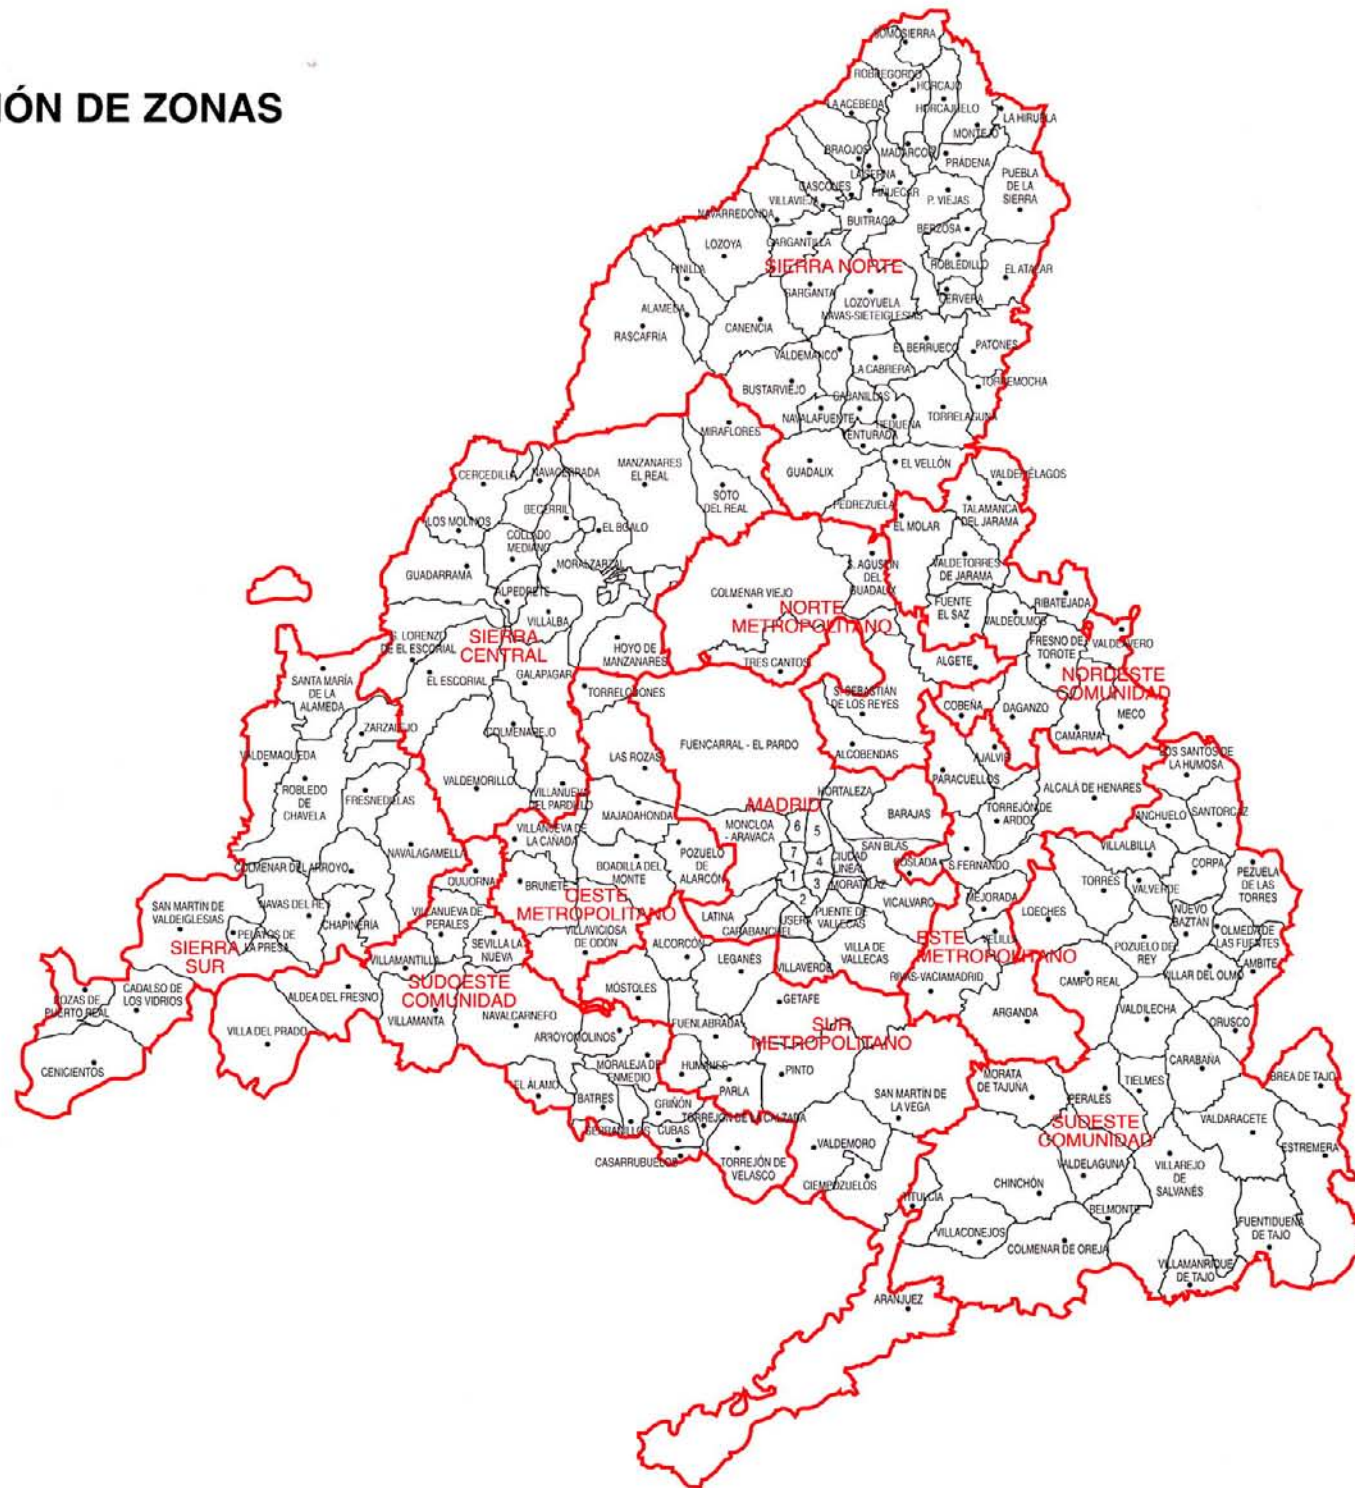 IÓN DE ZONAS
SOMOSIERRA
ROBREGORDO
HORCAJO
LA ACEBEDA
HORCAJUELO
LA HIRUELA
MONTEJO
BRAOJOS
MADARCOS
PRÁDENA
LA SERNA
PUEBLA
DE LA
SIERRA
GASCONES
PIÑUECAR
VILLAVIEJA
P. VIEJAS
NAVARREDONDA
BUITRAGO
BERZOSA
GARGANTILLA
LOZOYA
SIERRA NORTE
ROBLEDILLO
EL ATAZAR
PINILLA
GARGANTA
LOZOYUELA
NAVAS-SIETEIGLESIAS
CERVERA
ALAMEDA
CANENCIA
RASCAFRÍA
EL BERRUECO
PATONES
VALDEMANCO
LA CABRERA
BUSTARVIEJO
TORREMOCHA
CABANILLAS
NAVALAFUENTE
REDUEÑA
TORRELAGUNA
MIRAFLORES
VENTURADA
GUADALIX
EL VELLÓN
CERCEDILLA
NAVACERRADA
MANZANARES
EL REAL
VALDEPIÉLAGOS
SOTO
DEL REAL
PEDREZUELA
TALAMANCA
DEL JARAMA
BECERRIL
LOS MOLINOS
EL BOALO
EL MOLAR
COLLADO
MEDIANO
GUADARRAMA
MORALZARZAL
S. AGUSTÍN
DEL
GUADALIX
VALDETORRES
DE JARAMA
ALPEDRETE
COLMENAR VIEJO
FUENTE
EL SAZ
RIBATEJADA
VILLALBA
NORTE
METROPOLITANO
VALDEOLMOS
VALDEAVERO
S. LORENZO
DE EL ESCORIAL
SIERRA
CENTRAL
HOYO DE
MANZANARES
FRESNO DE
TOROTE
TRES CANTOS
ALGETE
NORDESTE
COMUNIDAD
SANTA MARÍA
DE LA
ALAMEDA
EL ESCORIAL
GALAPAGAR
TORRELODONES
S. SEBASTIÁN
DE LOS REYES
COBEÑA
DAGANZO
MECO
ZARZALEJO
COLMENAREJO
CAMARMA
FUENCARRAL - EL PARDO
ALCOBENDAS
AJALVIR
VALDEMAQUEDA
LAS ROZAS
LOS SANTOS DE
LA HUMOSA
VALDEMORILLO
PARACUELLOS
ROBLEDO
DE
CHAVELA
FRESNEDILLAS
VILLANUEVA
DEL PARDILLO
HORTALEZA
ALCALÁ DE HENARES
MADRID
TORREJÓN DE
ARDOZ
ANCHUELO
SANTORCAZ
MAJADAHONDA
BARAJAS
VILLANUEVA DE
LA CAÑADA
MONCLOA
- ARAVACA
6
5
SAN BLAS
VILLALBILLA
NAVALAGAMELLA
7
4
CIUDAD
LINEAL
COSLADA
S.FERNANDO
CORPA
PEZUELA
DE LAS
TORRES
COLMENAR DEL ARROYO
BOADILLA DEL
MONTE
POZUELO
DE
ALARCÓN
1
3
MORATALAZ
TORRES
VALVERDE
QUIJORNA
BRUNETE
2
VICALVARO
MEJORADA
LOECHES
NUEVO
BAZTÁN
SAN MARTÍN DE
VALDEIGLESIAS
NAVAS DEL REY
CHAPINERÍA
VILLANUEVA DE
PERALES
OESTE
METROPOLITANO
LATINA
CARABANCHEL
USERA
PUENTE DE
VALLECAS
OLMEDA DE
LAS FUENTES
PELAYOS DE
LA PRESA
SEVILLA LA
NUEVA
VILLAVICIOSA
DE ODÓN
ALCORCÓN
VILLA DE
VALLECAS
ESTE
METROPOLITANO
VELILLA
POZUELO DEL
REY
SIERRA
SUR
VILLAMANTILLA
LEGANÉS
VILLAVERDE
RIVAS-VACIAMADRID
CAMPO REAL
VILLAR DEL OLMO
AMBITE
ROZAS DE
PUERTO REAL
CADALSO DE
LOS VIDRIOS
ALDEA DEL FRESNO
SUDOESTE
COMUNIDAD
MÓSTOLES
GETAFE
ARGANDA
VALDILECHA
ORUSCO
VILLA DEL PRADO
VILLAMANTA
NAVALCARNERO
ARROYOMOLINOS
FUENLABRADA
SUR
METROPOLITANO
CARABAÑA
CENICIENTOS
MORALEJA DE
ENMEDIO
HUMANES
PINTO
MORATA
DE TAJUÑA
TIELMES
BREA DE TAJO
EL ÁLAMO
BATRES
PARLA
SAN MARTÍN DE
LA VEGA
PERALES
GRIÑÓN
TORREJÓN DE LA CALZADA
SUDESTE
COMUNIDAD
VALDARACETE
SERRANILLOS
CUBAS
VALDEMORO
ESTREMERA
CASARRUBUELOS
TORREJÓN DE
VELASCO
CIEMPOZUELOS
VALDELAGUNA
VILLAREJO
DE
SALVANÉS
TITULCIA
CHINCHÓN
BELMONTE
VILLACONEJOS
COLMENAR DE OREJA
FUENTIDUEÑA
DE TAJO
VILLAMANRIQUE
DE TAJO
ARANJUEZ